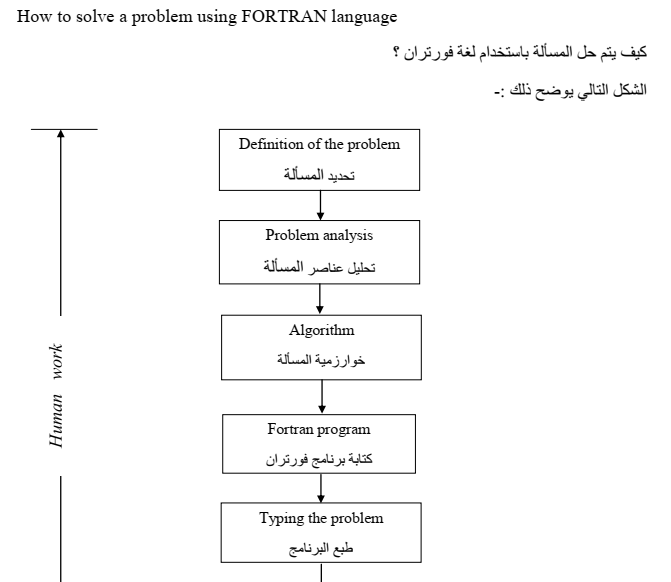 How to solve a problem using FORTRAN language
كيف يتم حل المسألة باستخدام لغة فورتران ؟
الشكل التالي يوضح ذلك :-
Definition of the problem
تحديد المسألة
Problem analysis
تحليل عناصر المسألة
Algorithm
خوارزمية المسألة
Human work
Fortran program
كتابة برنامج فورتران
Typing the problem
طبع البرنامج